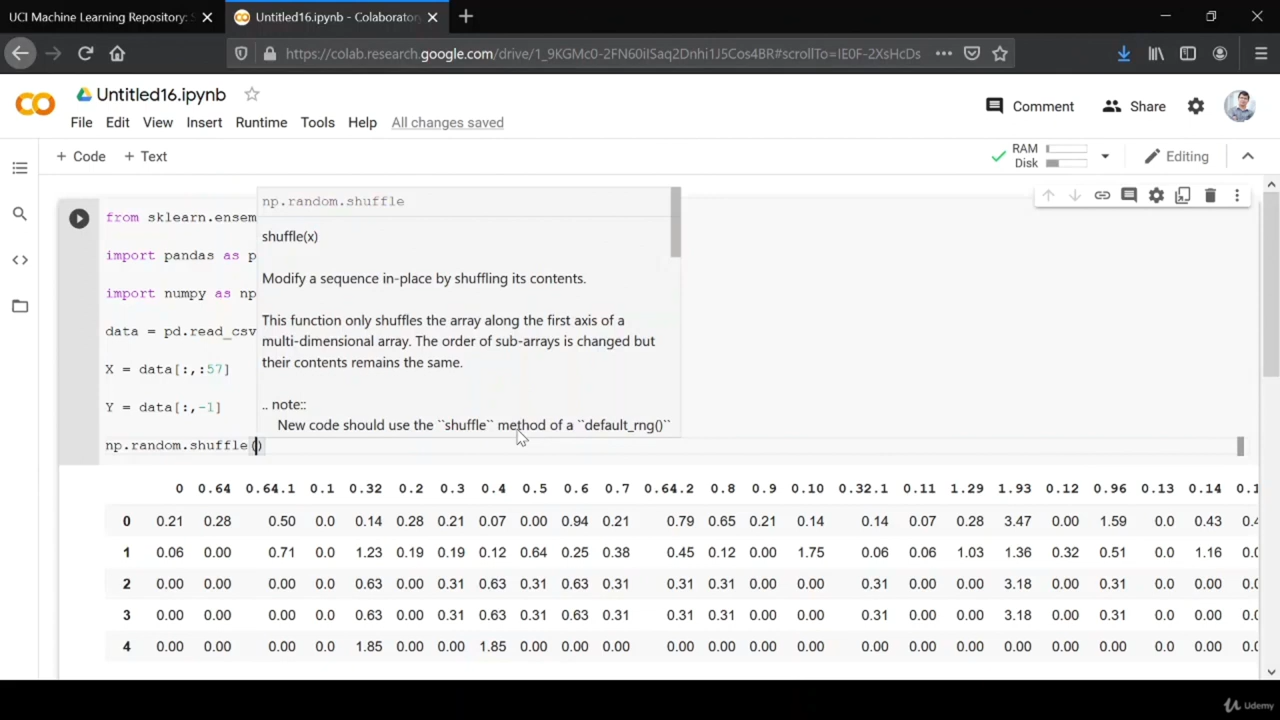 UCI Machine Learning Repository: S
Untitled16.ipynb - Colaboratory
https://colab.research.google.com/drive/1_9KGMc0-2FN60iISaq2Dnhi1J5Cos4BR#scrollTo=IE0F-2XsHcDs
Untitled16.ipynb
Comment
Share
File Edit View Insert Runtime Tools Help All changes saved
+ Code + Text
RAM
Disk
Editing
from sklearn.ensem
import pandas as p
import numpy as np
data = pd.read_csv
X = data[:,:57]
Y = data[:,-1]
np.random.shuffle()
np.random.shuffle
shuffle(x)
Modify a sequence in-place by shuffling its contents.
This function only shuffles the array along the first axis of a
multi-dimensional array. The order of sub-arrays is changed but
their contents remains the same.
.. note::
New code should use the ``shuffle`` method of a ``default_rng()``
0 0.64 0.64.1 0.1 0.32 0.2 0.3 0.4 0.5 0.6 0.7 0.64.2 0.8 0.9 0.10 0.32.1 0.11 1.29 1.93 0.12 0.96 0.13 0.14 0.1
0 0.21 0.28 0.50 0.0 0.14 0.28 0.21 0.07 0.00 0.94 0.21 0.79 0.65 0.21 0.14 0.14 0.07 0.28 3.47 0.00 1.59 0.0 0.43 0.4
1 0.06 0.00 0.71 0.0 1.23 0.19 0.19 0.12 0.64 0.25 0.38 0.45 0.12 0.00 1.75 0.06 0.06 1.03 1.36 0.32 0.51 0.0 1.16 0.0
2 0.00 0.00 0.00 0.0 0.63 0.00 0.31 0.63 0.31 0.63 0.31 0.31 0.31 0.00 0.00 0.31 0.00 0.00 3.18 0.00 0.31 0.0 0.00 0.0
3 0.00 0.00 0.00 0.0 0.63 0.00 0.31 0.63 0.31 0.63 0.31 0.31 0.31 0.00 0.00 0.31 0.00 0.00 3.18 0.00 0.31 0.0 0.00 0.0
4 0.00 0.00 0.00 0.0 1.85 0.00 0.00 1.85 0.00 0.00 0.00 0.00 0.00 0.00 0.00 0.00 0.00 0.00 0.00 0.00 0.00 0.0 0.00 0.0
Udemy